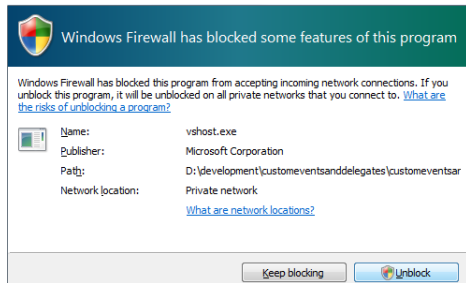 Windows Firewall has blocked some features of this program
Windows Firewall has blocked this program from accepting incoming network connections. If you
unblock this program, it will be unblocked on all private networks that you connect to. What are
the risks of unblocking a program?
Name: vshost.exe
Publisher: Microsoft Corporation
Path: D:\development\customeventsanddelegates\customeventsar
Network location: Private network
What are network locations?
Keep blocking Unblock